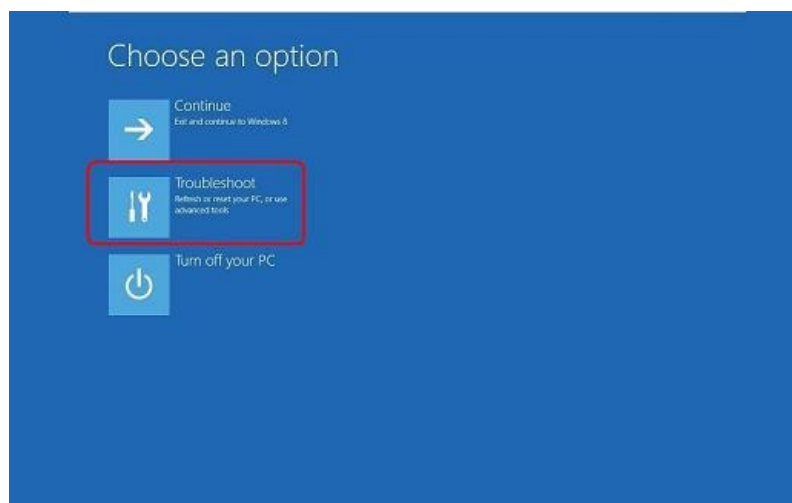 Choose an option
Continue
Exit and continue to Windows 8
Troubleshoot
Refresh or reset your PC, or use
advanced tools
Turn off your PC